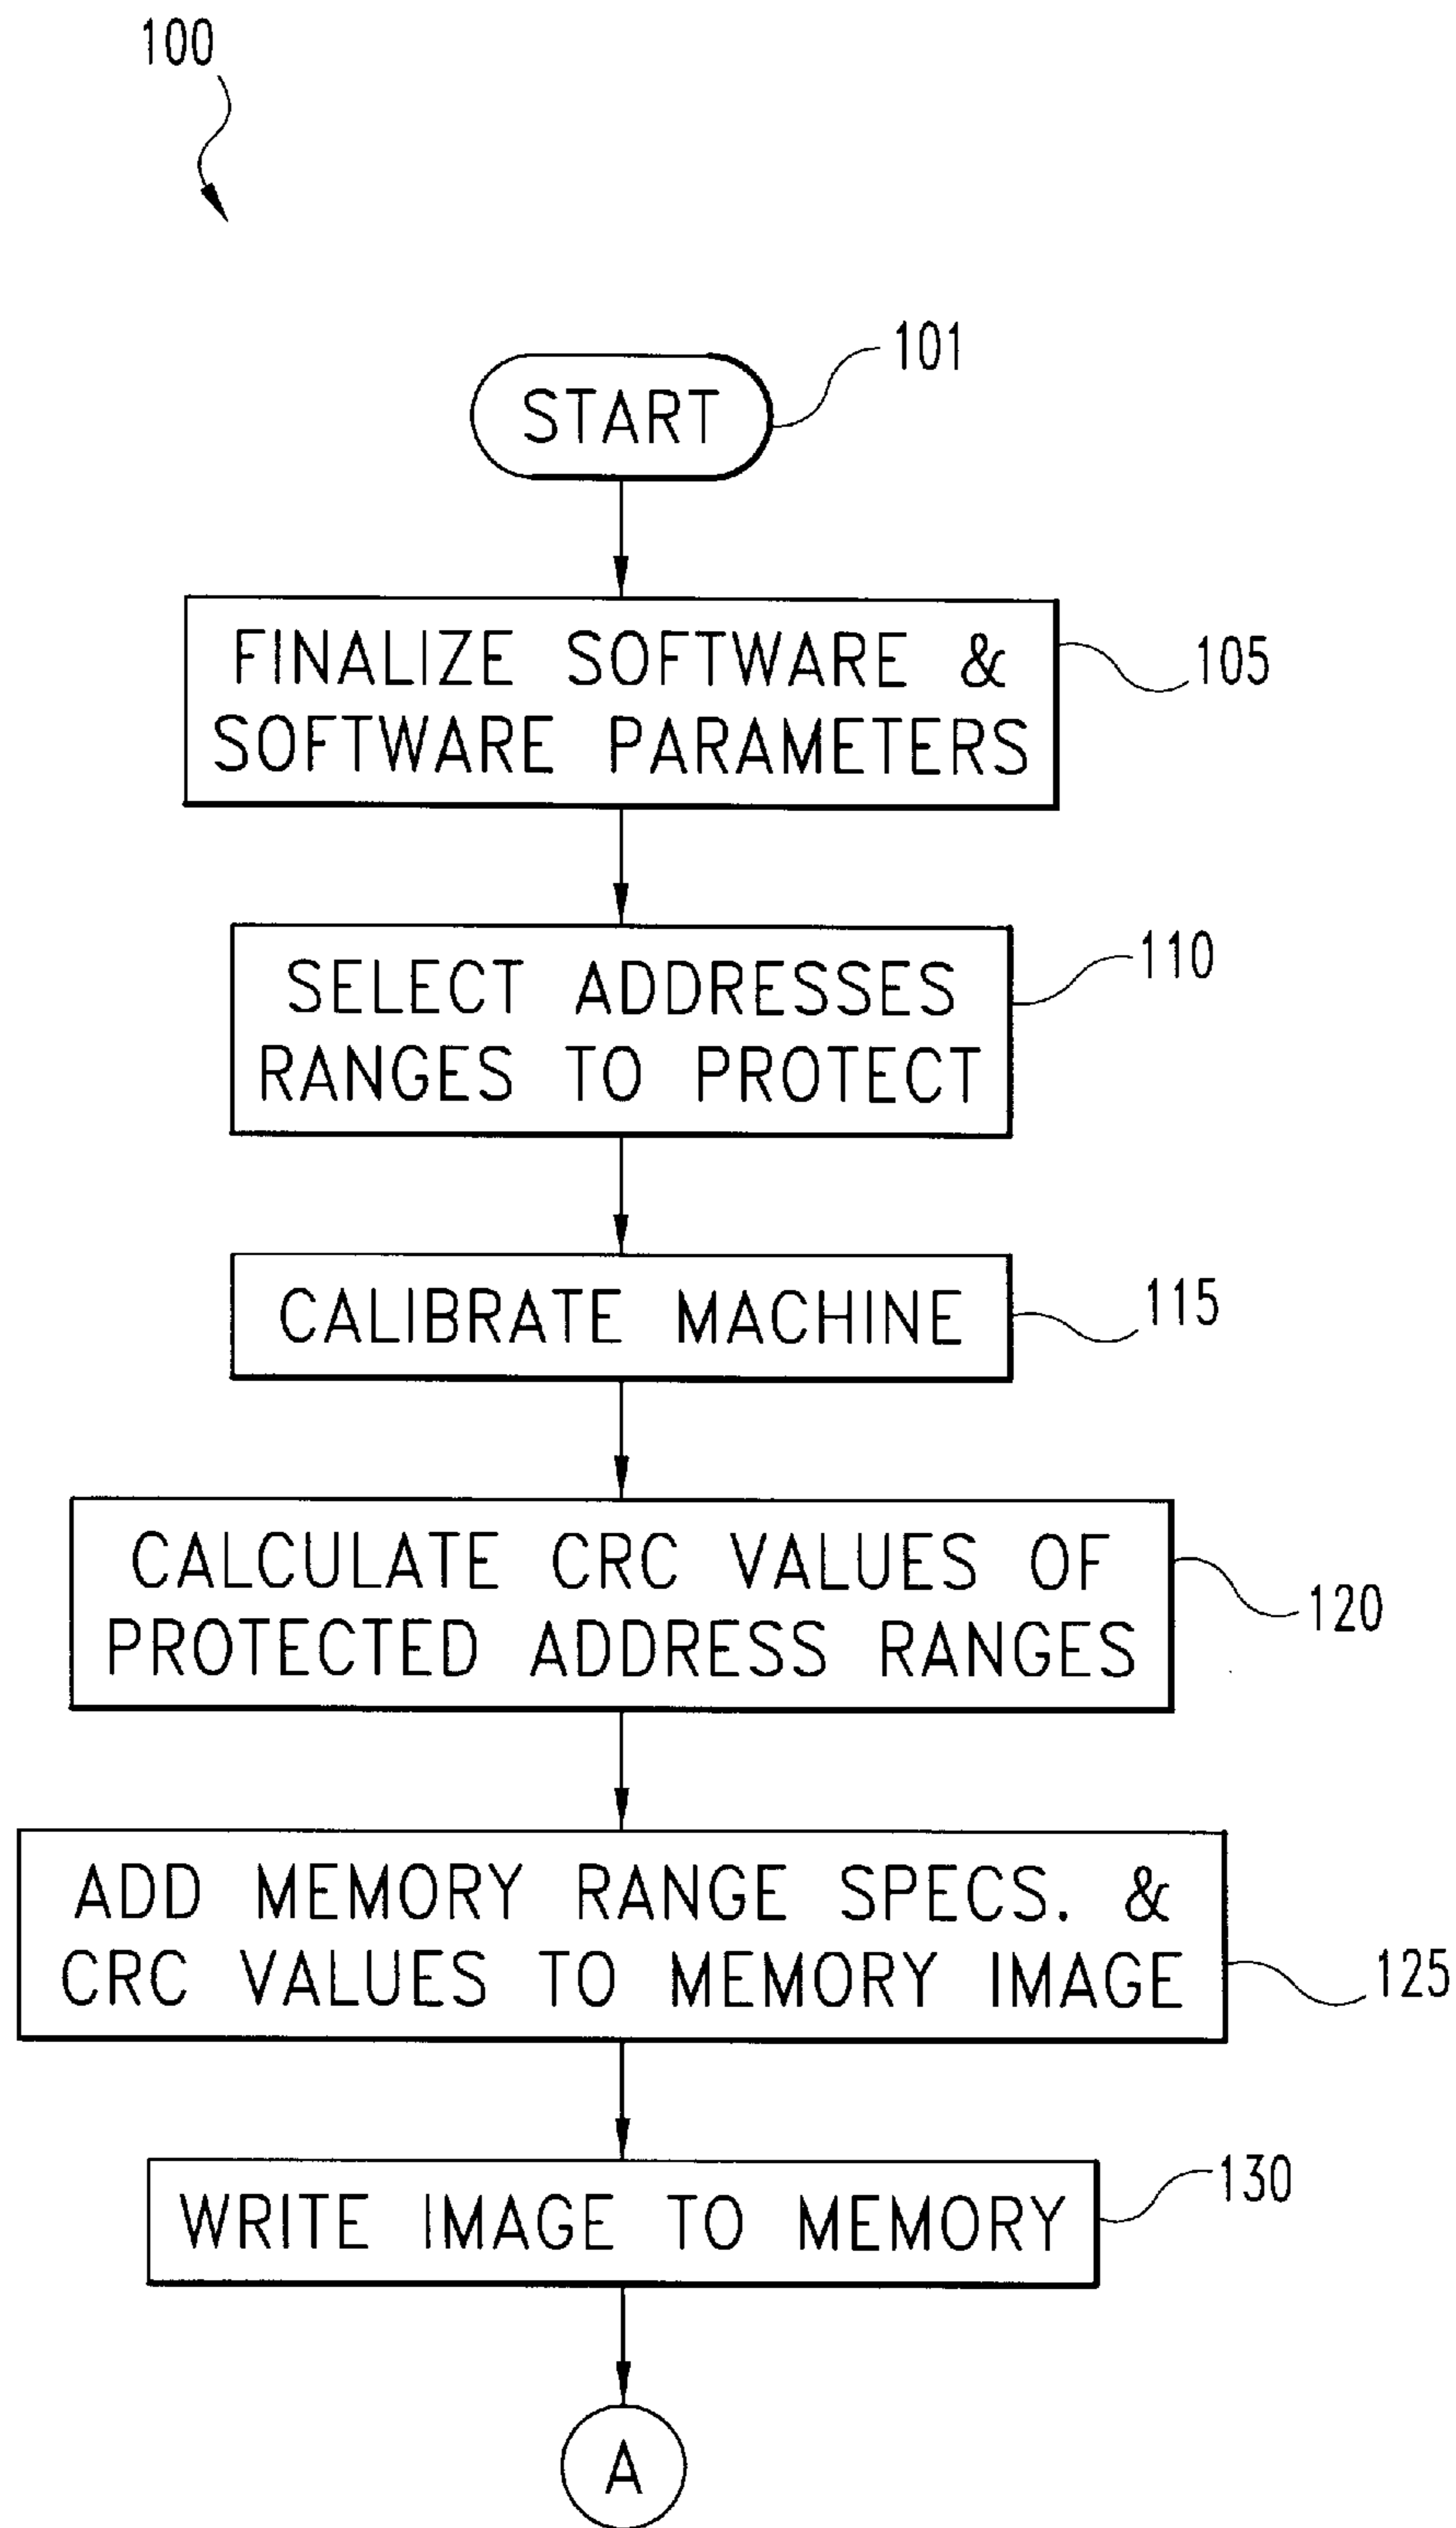 100
START
101
FINALIZE SOFTWARE &
SOFTWARE PARAMETERS
105
SELECT ADDRESSES
RANGES TO PROTECT
110
CALIBRATE MACHINE
115
CALCULATE CRC VALUES OF
PROTECTED ADDRESS RANGES
120
ADD MEMORY RANGE SPECS. &
CRC VALUES TO MEMORY IMAGE
125
WRITE IMAGE TO MEMORY
130
A